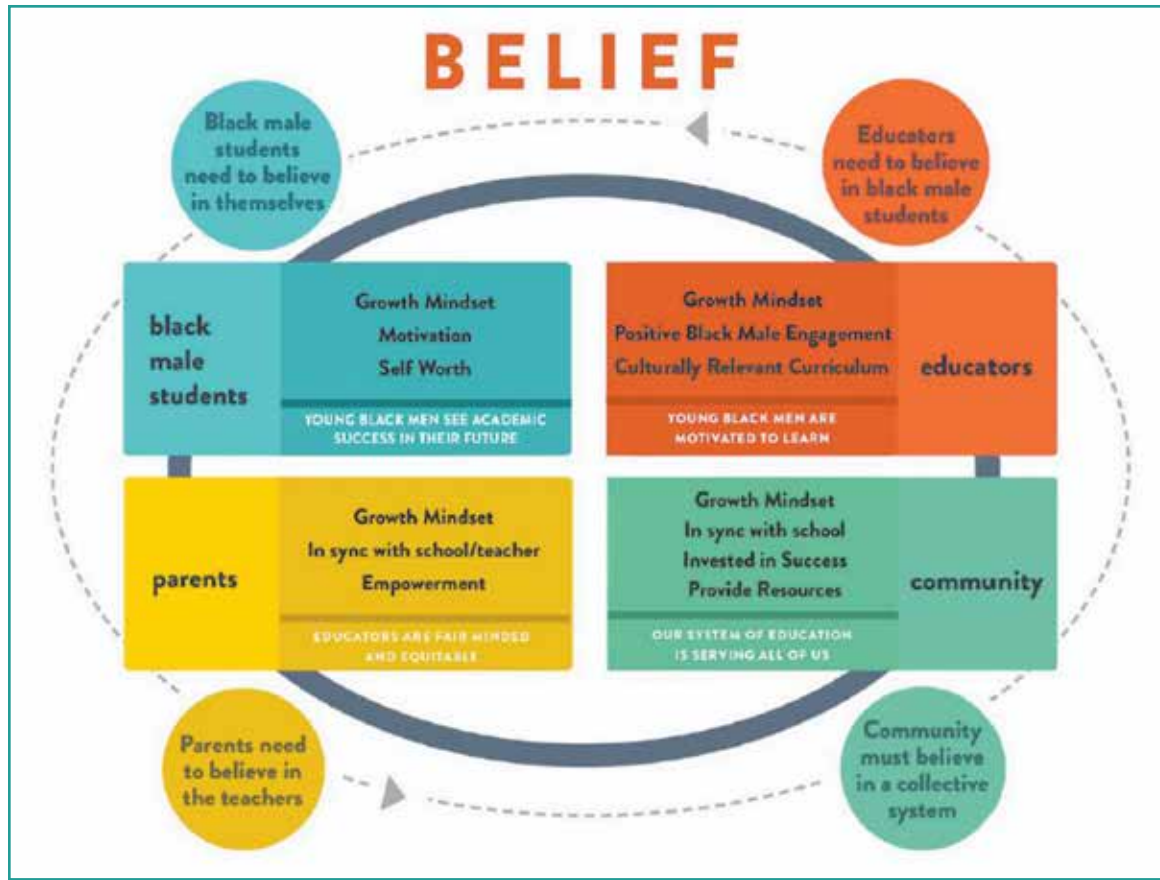 BELIEF
Black male
students
need to believe
in themselves
Educators
need to believe
in black male
students
black
male
students
Growth Mindset
Motivation
Self Worth
YOUNG BLACK MEN SEE ACADEMIC
SUCCESS IN THEIR FUTURE
Growth Mindset
Positive Black Male Engagement
Culturally Relevant Curriculum
YOUNG BLACK MEN ARE
MOTIVATED TO LEARN
educators
parents
Growth Mindset
In sync with school/teacher
Empowerment
EDUCATORS ARE FAIR MINDED
AND EQUITABLE
Growth Mindset
In sync with school
Invested in Success
Provide Resources
OUR SYSTEM OF EDUCATION
IS SERVING ALL OF US
community
Parents need
to believe in
the teachers
Community
must believe
in a collective
system